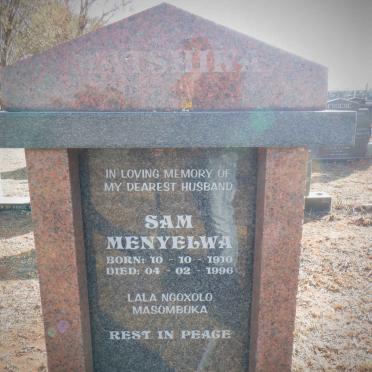 IN LOVING MEMORY OF
MY DEAREST HUSBAND
SAM
MENYELWA
BORN: 10 - 10 - 1910
DIED: 04 - 02 - 1996
LALA NGOXOLO
MASOMBUKA
REST IN PEACE